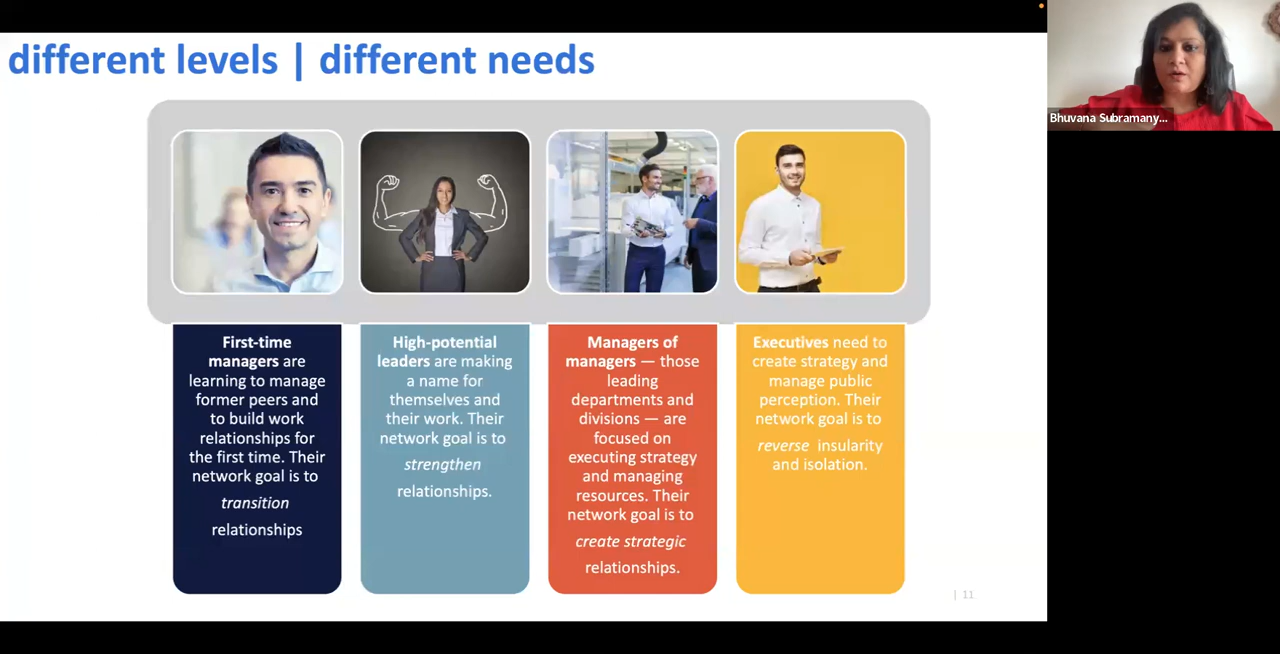 different levels | different needs
Bhuvana Subramany...
First-time
managers are
learning to manage
former peers and
to build work
relationships for
the first time. Their
network goal is to
transition
relationships
High-potential
leaders are making
a name for
themselves and
their work. Their
network goal is to
strengthen
relationships.
Managers of
managers — those
leading
departments and
divisions — are
focused on
executing strategy
and managing
resources. Their
network goal is to
create strategic
relationships.
Executives need to
create strategy and
manage public
perception. Their
network goal is to
reverse insularity
and isolation.
| 11